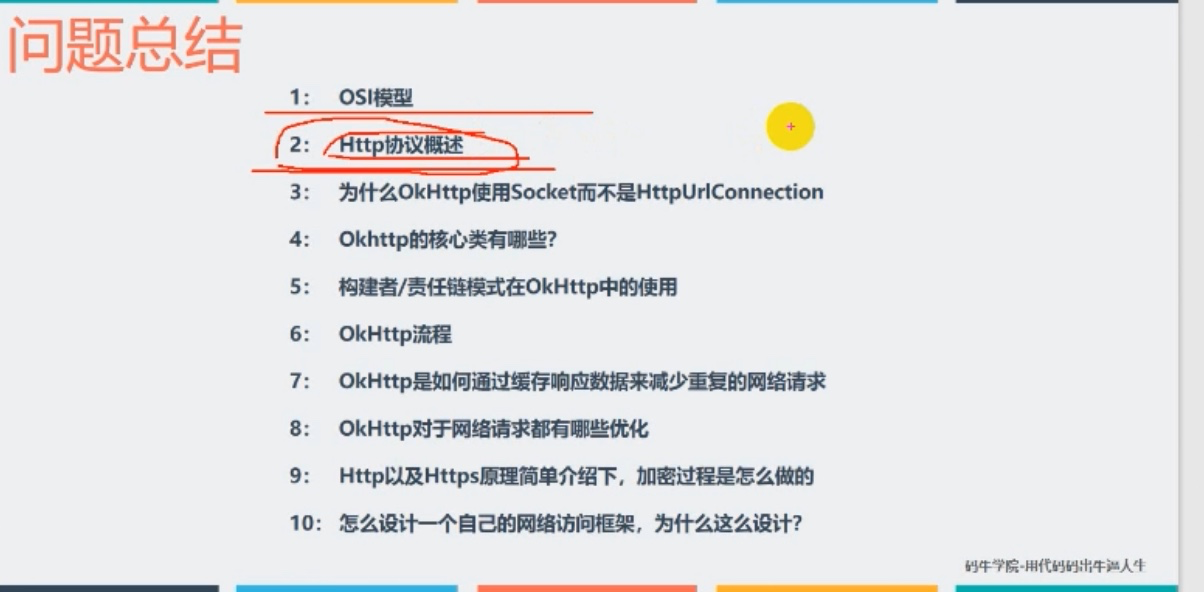 问题总结
1： OSI模型
2： Http协议概述
3： 为什么OkHttp使用Socket而不是HttpUrlConnection
4： Okhttp的核心类有哪些？
5： 构建者/责任链模式在OkHttp中的使用
6： OkHttp流程
7： OkHttp是如何通过缓存响应数据来减少重复的网络请求
8： OkHttp对于网络请求都有哪些优化
9： Http以及Https原理简单介绍下，加密过程是怎么做的
10： 怎么设计一个自己的网络访问框架，为什么这么设计？
码牛学院-用代码码出牛逼人生